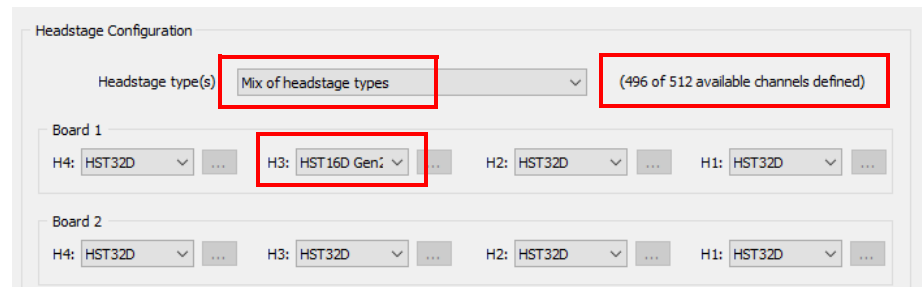 Headstage Configuration
Headstage type(s) Mix of headstage types (496 of 512 available channels defined)
Board 1
H4: HST32D ... H3: HST16D Gen2 ... H2: HST32D ... H1: HST32D ...
Board 2
H4: HST32D ... H3: HST32D ... H2: HST32D ... H1: HST32D ...